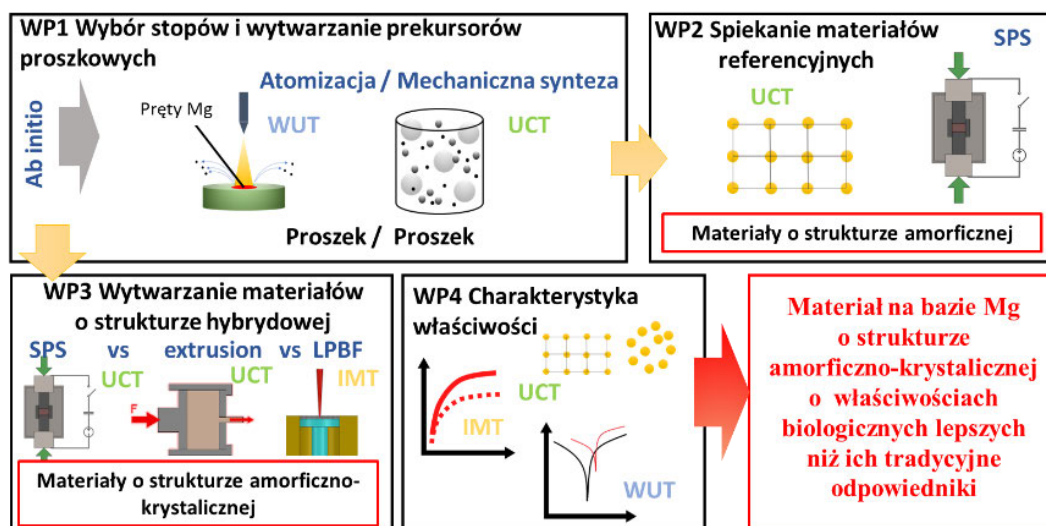 WP1 Wybór stopów i wytwarzanie prekursorów
proszkowych
Ab initio
Atomizacja / Mechaniczna synteza
Pręty Mg
WUT
UCT
Proszek / Proszek
WP2 Spiekanie materiałów
referencyjnych
SPS
UCT
Materiały o strukturze amorficznej
WP3 Wytwarzanie materiałów
o strukturze hybrydowej
SPS vs extrusion vs LPBF
UCT
UCT
IMT
F
Materiały o strukturze amorficzno-
krystalicznej
WP4 Charakterystyka
właściwości
UCT
IMT
WUT
Materiał na bazie Mg
o strukturze
amorficzno-krystalicznej
o właściwościach
biologicznych lepszych
niż ich tradycyjne
odpowiedniki